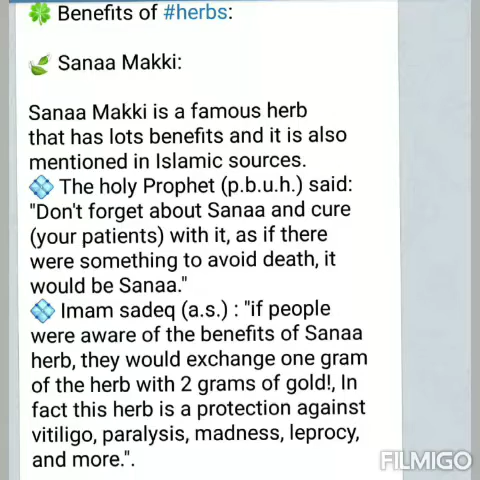 🍀 Benefits of #herbs:
🌿 Sanaa Makki:
Sanaa Makki is a famous herb
that has lots benefits and it is also
mentioned in Islamic sources.
💠 The holy Prophet (p.b.u.h.) said:
"Don't forget about Sanaa and cure
(your patients) with it, as if there
were something to avoid death, it
would be Sanaa."
💠 Imam sadeq (a.s.) : "if people
were aware of the benefits of Sanaa
herb, they would exchange one gram
of the herb with 2 grams of gold!, In
fact this herb is a protection against
vitiligo, paralysis, madness, leprocy,
and more.".
FILMIGO